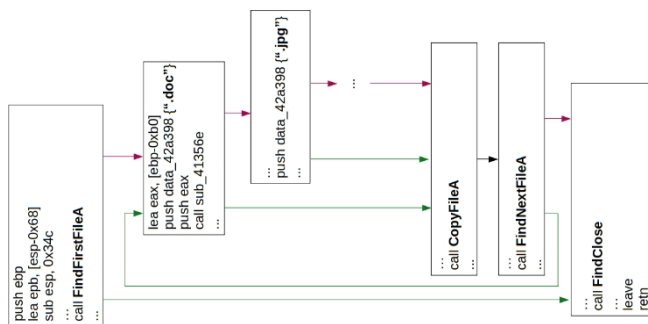 push ebp
lea epb, [esp-0x68]
sub esp, 0x34c
...
call FindFirstFileA
...
lea eax, [ebp-0xb0]
push data_42a398 {“.doc”}
push eax
call sub_41356e
...
...
push data_42a398 {“.jpg”}
...
...
...
call CopyFileA
...
...
call FindNextFileA
...
...
call FindClose
...
leave
retn